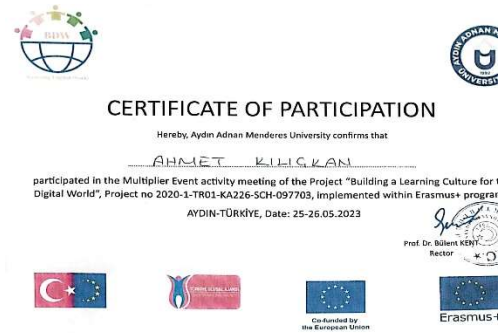 CERTIFICATE OF PARTICIPATION
Hereby, Aydın Adnan Menderes University confirms that
AHMET KILIÇKAN
participated in the Multiplier Event activity meeting of the Project "Building a Learning Culture for
Digital World", Project no 2020-1-TR01-KA226-SCH-097703, implemented within Erasmus+
AYDIN-TÜRKİYE, Date: 25-26.05.2023
Prof. Dr. Bülent KENT
Rector
Co-funded by
the European Union
Erasmus+